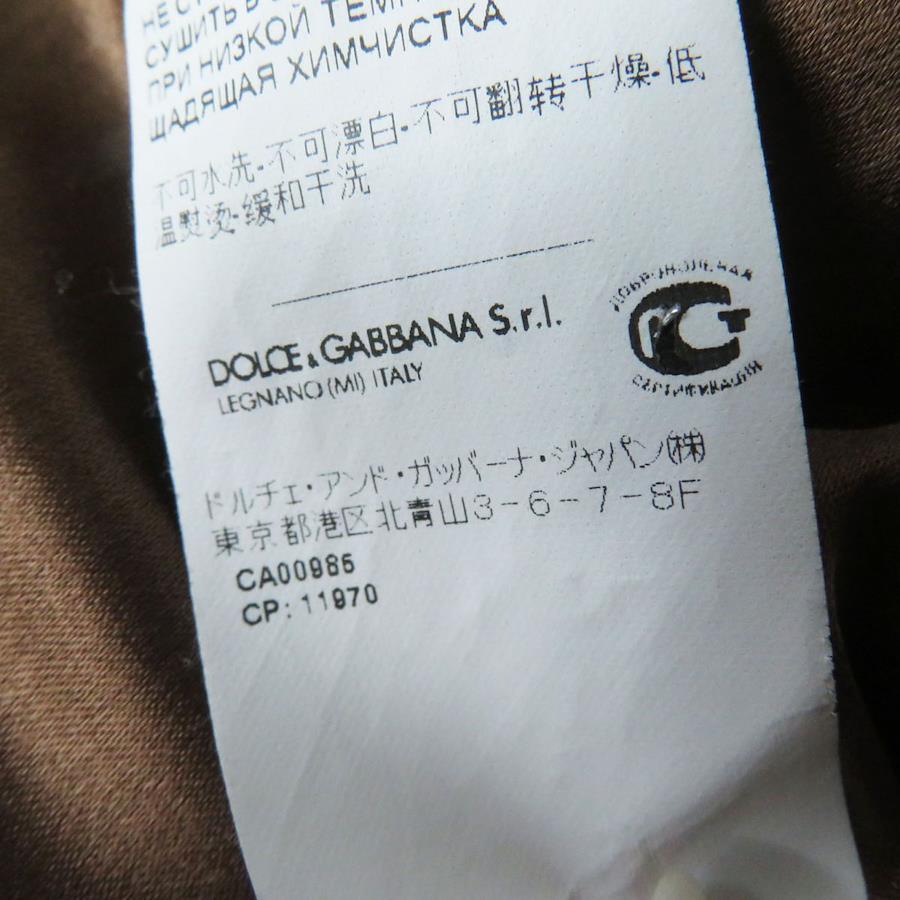 НЕ
СУШИТЬ В
ПРИ НИЗКОЙ
ЩАДЯЩАЯ ХИМЧИСТКА
不可水洗-不可漂白-不可翻转干燥-低
温熨烫-缓和干洗
DOLCE & GABBANA S.r.l.
LEGNANO (MI) ITALY
ДОБРОВОЛЬНАЯ
СЕРТИФИКАЦИЯ
ドルチェ・アンド・ガッバーナ・ジャパン㈱
東京都港区北青山3-6-7-8F
CA00985
CP: 11970